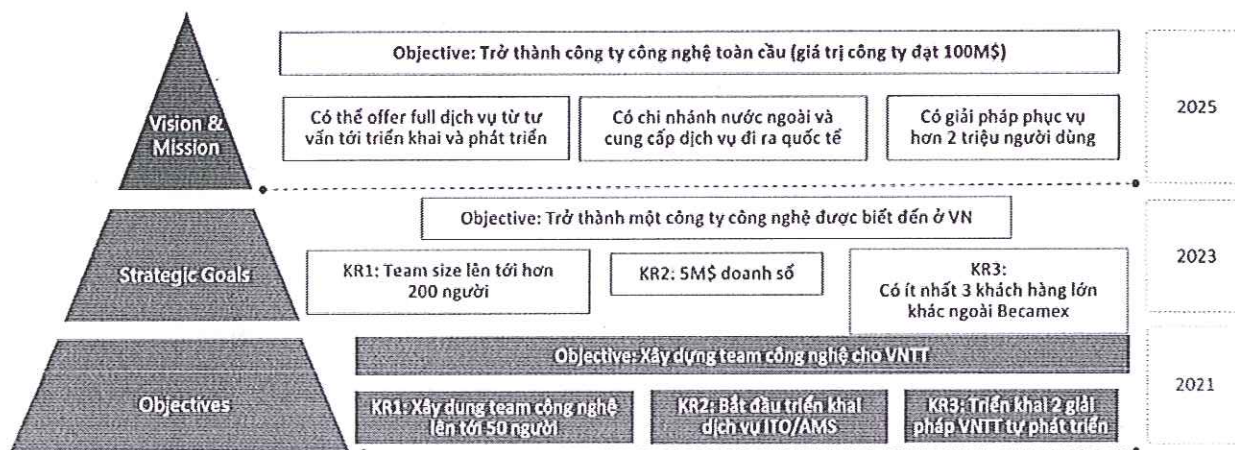 Objective: Trở thành công ty công nghệ toàn cầu (giá trị công ty đạt 100M$)
Vision &
Mission
Có thể offer full dịch vụ từ tư
vấn tới triển khai và phát triển
Có chi nhánh nước ngoài và
cung cấp dịch vụ đi ra quốc tế
Có giải pháp phục vụ
hơn 2 triệu người dùng
2025
Objective: Trở thành một công ty công nghệ được biết đến ở VN
Strategic Goals
KR1: Team size lên tới hơn
200 người
KR2: 5M$ doanh số
KR3:
Có ít nhất 3 khách hàng lớn
khác ngoài Becamex
2023
Objective: Xây dựng team công nghệ cho VNTT
Objectives
KR1: Xây dung team công nghệ
lên tới 50 người
KR2: Bắt đầu triển khai
dịch vụ ITO/AMS
KR3: Triển khai 2 giải
pháp VNTT tự phát triển
2021